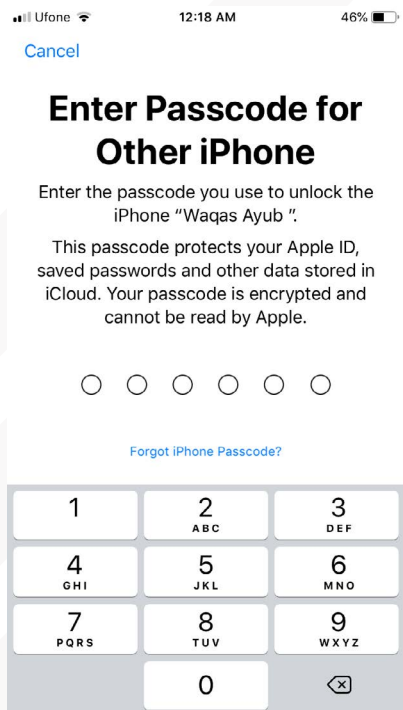 Ufone 12:18 AM 46%
Cancel
Enter Passcode for
Other iPhone
Enter the passcode you use to unlock the
iPhone “Waqas Ayub ”.
This passcode protects your Apple ID,
saved passwords and other data stored in
iCloud. Your passcode is encrypted and
cannot be read by Apple.
Forgot iPhone Passcode?
1 2 3
ABC DEF
4 5 6
GHI JKL MNO
7 8 9
PQRS TUV WXYZ
0